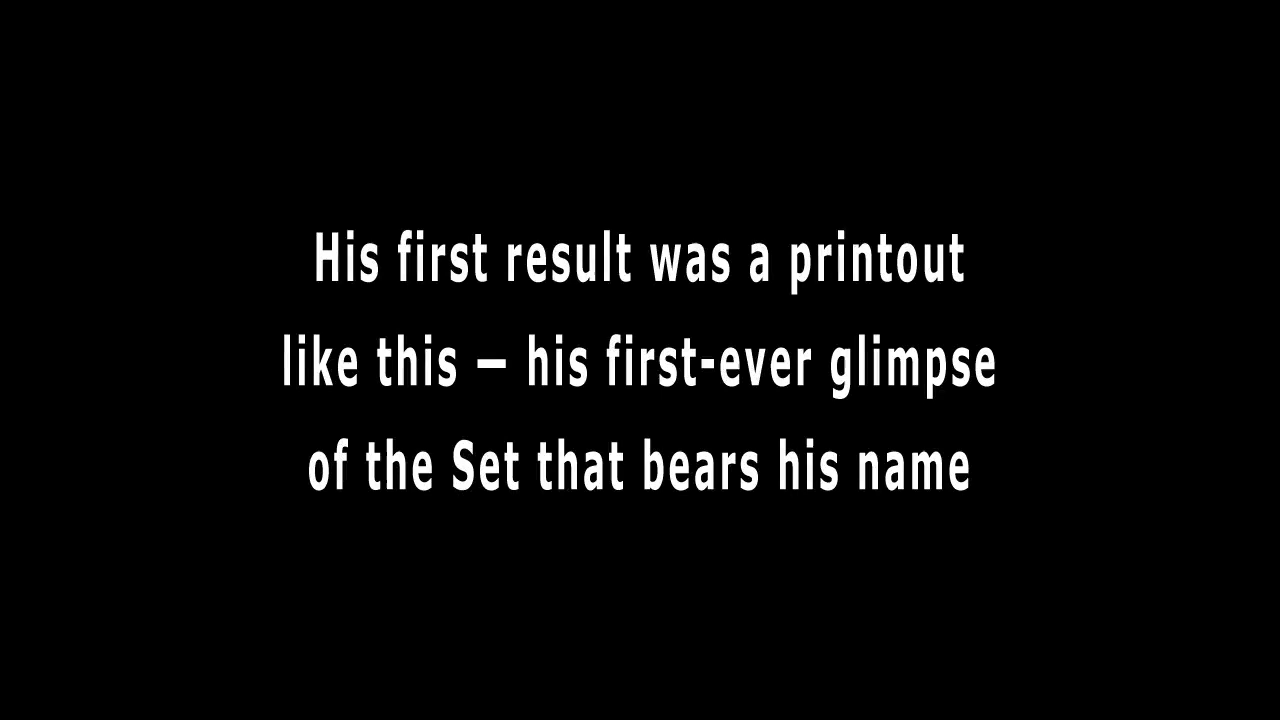 His first result was a printout
like this — his first-ever glimpse
of the Set that bears his name